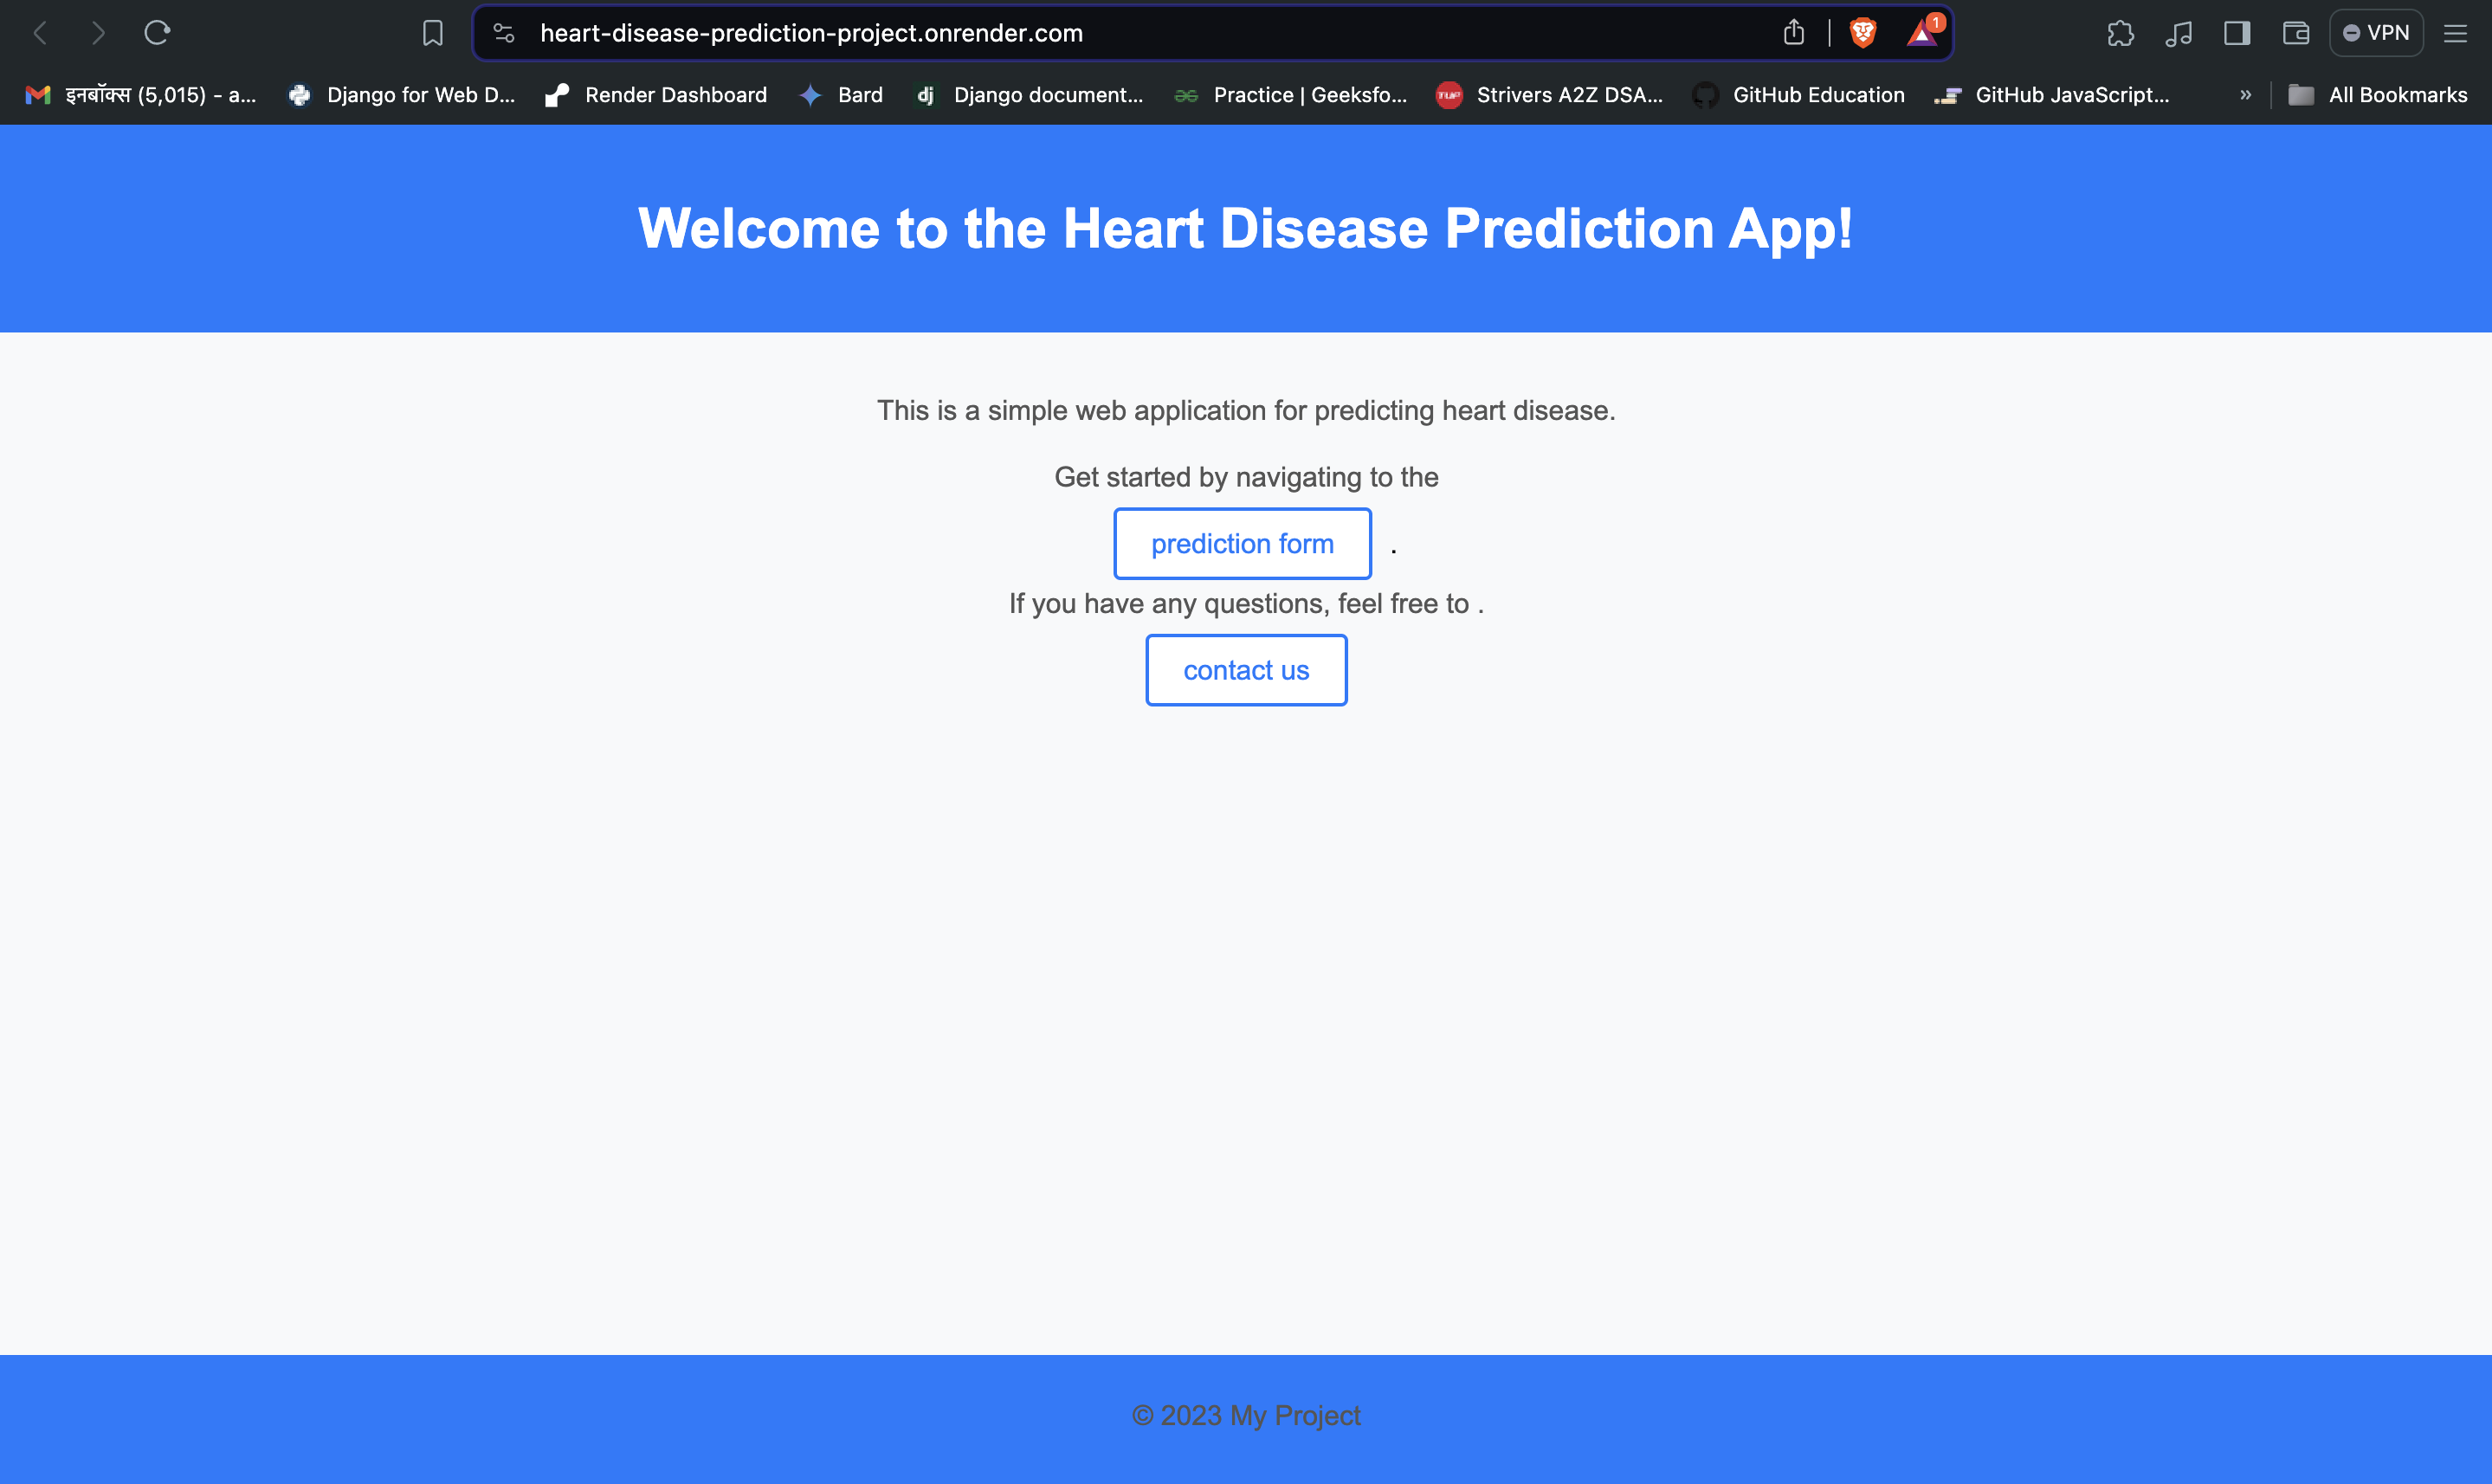 heart-disease-prediction-project.onrender.com 1 VPN
इनबॉक्स (5,015) - a... Django for Web D... Render Dashboard Bard dj Django document... Practice | Geeksfo... TUF Strivers A2Z DSA... GitHub Education GitHub JavaScript... » All Bookmarks
Welcome to the Heart Disease Prediction App!
This is a simple web application for predicting heart disease.
Get started by navigating to the
prediction form .
If you have any questions, feel free to .
contact us
© 2023 My Project